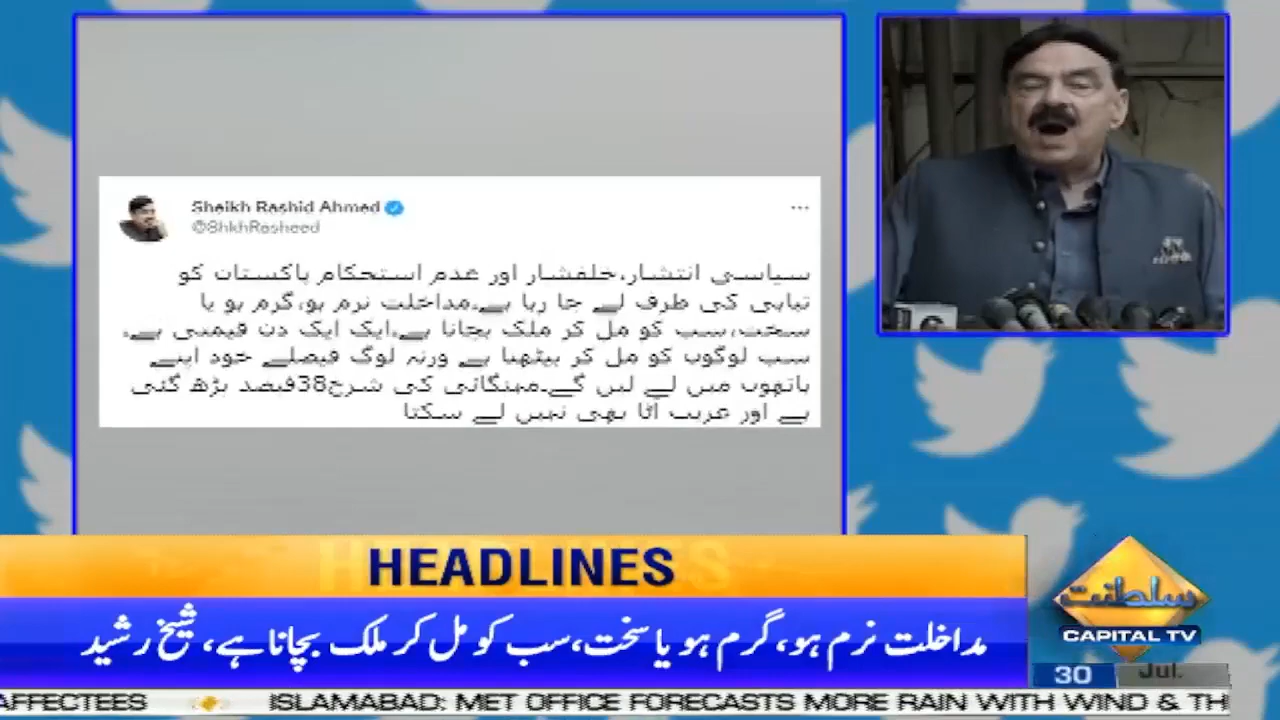 Sheikh Rashid Ahmed
@ShkhRasheed
سیاسی انتشار،خلفشار اور عدم استحکام پاکستان کو
تباہی کی طرف لے جا رہا ہے۔مداخلت نرم ہو،گرم ہو یا
سخت،سب کو مل کر ملک بچانا ہے۔ایک ایک دن قیمتی ہے۔
سب لوگوں کو مل کر بیٹھنا ہے ورنہ لوگ فیصلے خود اپنے
ہاتھوں میں لے لیں گے۔مہنگائی کی شرح38فیصد بڑھ گئی
ہے اور غریب آٹا بھی نہیں لے سکتا
HEADLINES
مداخلت نرم ہو، گرم ہو یا سخت، سب کو مل کر ملک بچانا ہے، شیخ رشید
سلطنت
CAPITAL TV
30 Jul.
AFFECTEES ISLAMABAD: MET OFFICE FORECASTS MORE RAIN WITH WIND & TH